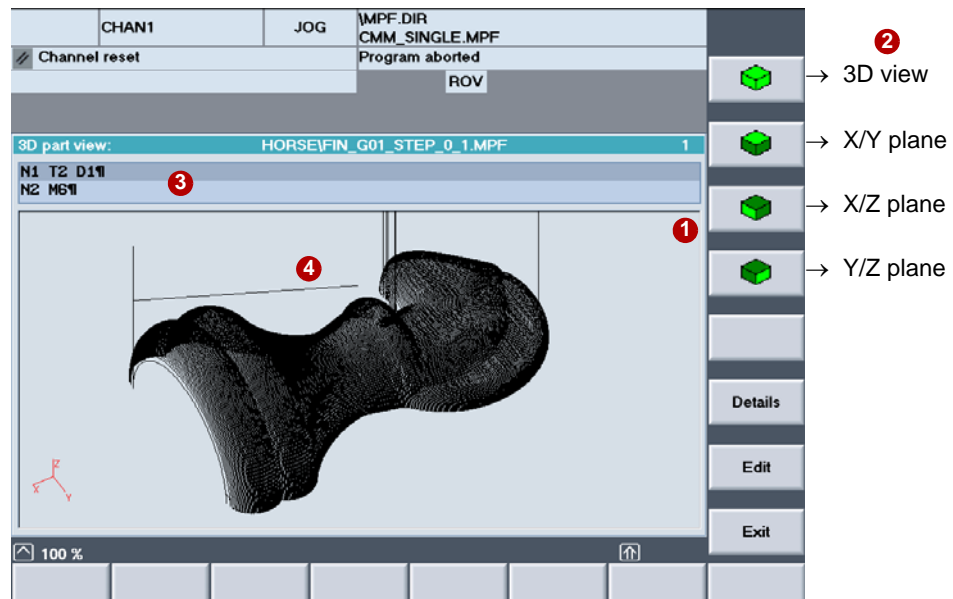 CHAN1 JOG \MPF.DIR
CMM_SINGLE.MPF
Channel reset Program aborted
ROV
2
→ 3D view
3D part view: HORSE\FIN_G01_STEP_0_1.MPF 1
→ X/Y plane
N1 T2 D1¶
N2 M6¶
3
→ X/Z plane
1
4
→ Y/Z plane
Details
Z
X Y
Edit
Exit
100 %